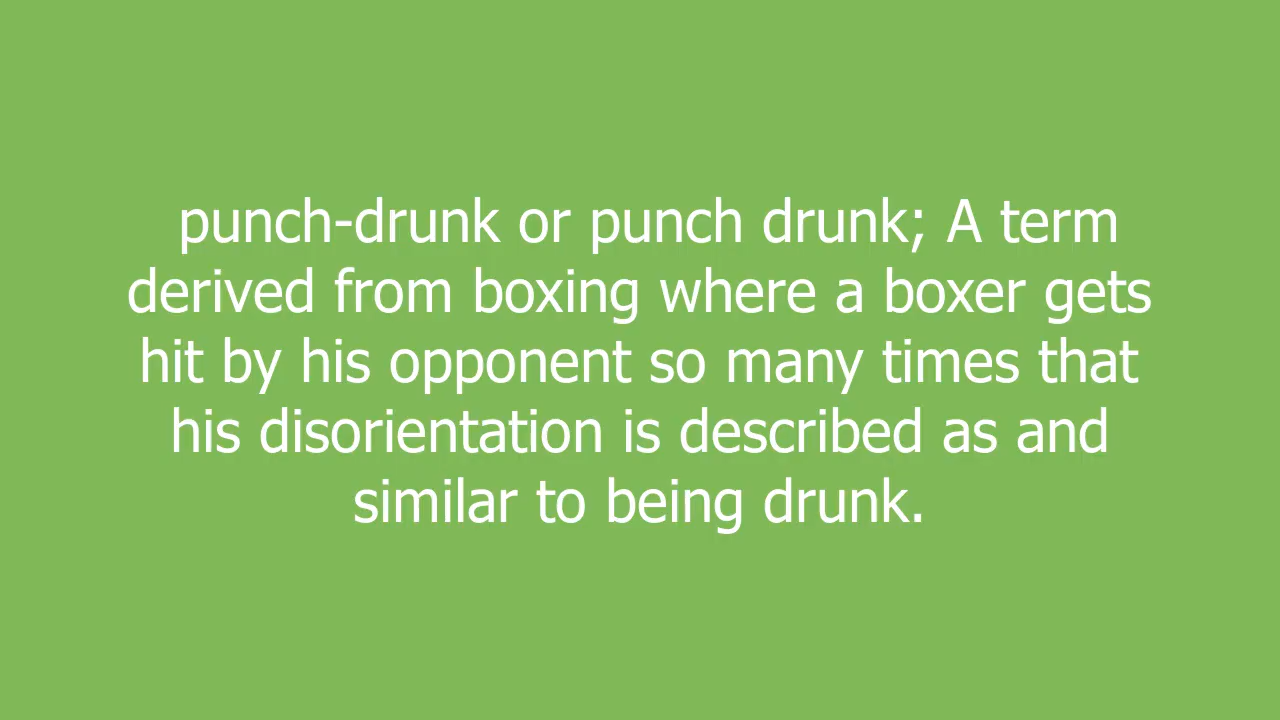 punch-drunk or punch drunk; A term
derived from boxing where a boxer gets
hit by his opponent so many times that
his disorientation is described as and
similar to being drunk.